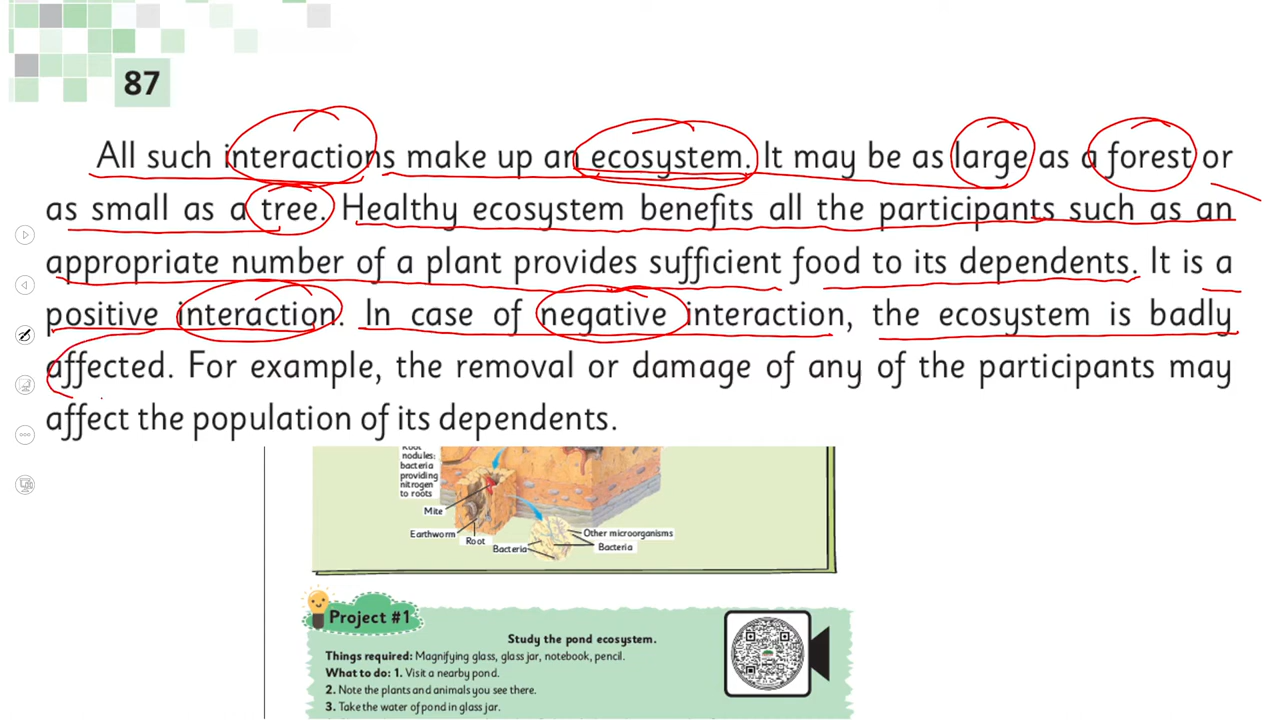 87
All such interactions make up an ecosystem. It may be as large as a forest or
as small as a tree. Healthy ecosystem benefits all the participants such as an
appropriate number of a plant provides sufficient food to its dependents. It is a
positive interaction. In case of negative interaction, the ecosystem is badly
affected. For example, the removal or damage of any of the participants may
affect the population of its dependents.
Root
nodules:
bacteria
providing
nitrogen
to roots
Mite
Earthworm
Root
Bacteria
Other microorganisms
Bacteria
Project #1
Study the pond ecosystem.
Things required: Magnifying glass, glass jar, notebook, pencil.
What to do: 1. Visit a nearby pond.
2. Note the plants and animals you see there.
3. Take the water of pond in glass jar.